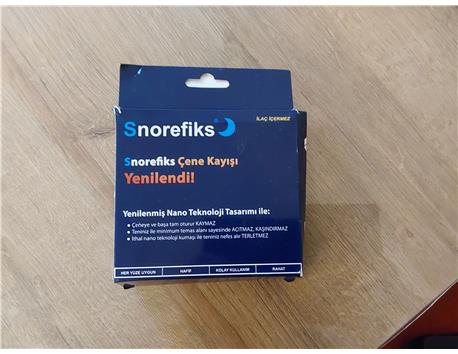 Snorefiks
İLAÇ İÇERMEZ
Snorefiks Çene Kayışı
Yenilendi!
Yenilenmiş Nano Teknoloji Tasarımı ile:
• Çeneye ve başa tam oturur KAYMAZ
• Teniniz ile minimum temas alanı sayesinde ACITMAZ, KAŞINDIRMAZ
• İthal nano teknoloji kumaşı ile teniniz nefes alır TERLETMEZ
HER YÜZE UYGUN
HAFİF
KOLAY KULLANIM
RAHAT